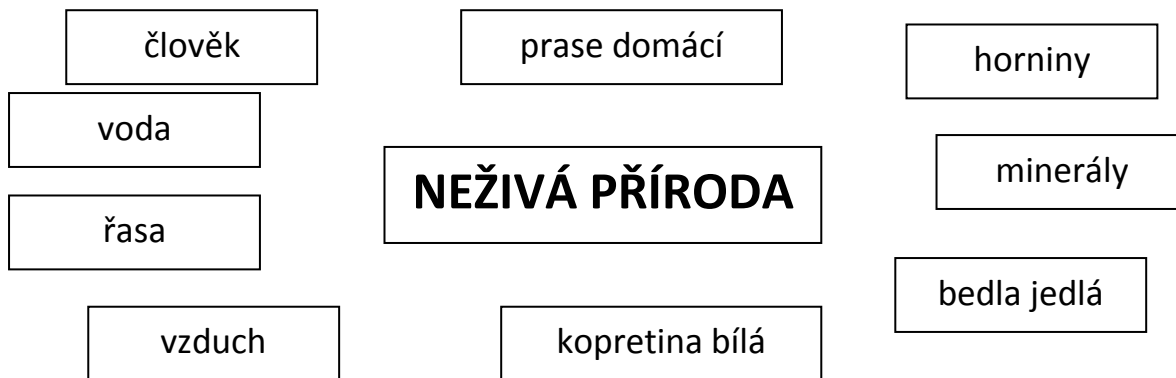 člověk
prase domácí
horniny
voda
minerály
NEŽIVÁ PŘÍRODA
řasa
bedla jedlá
vzduch
kopretina bílá